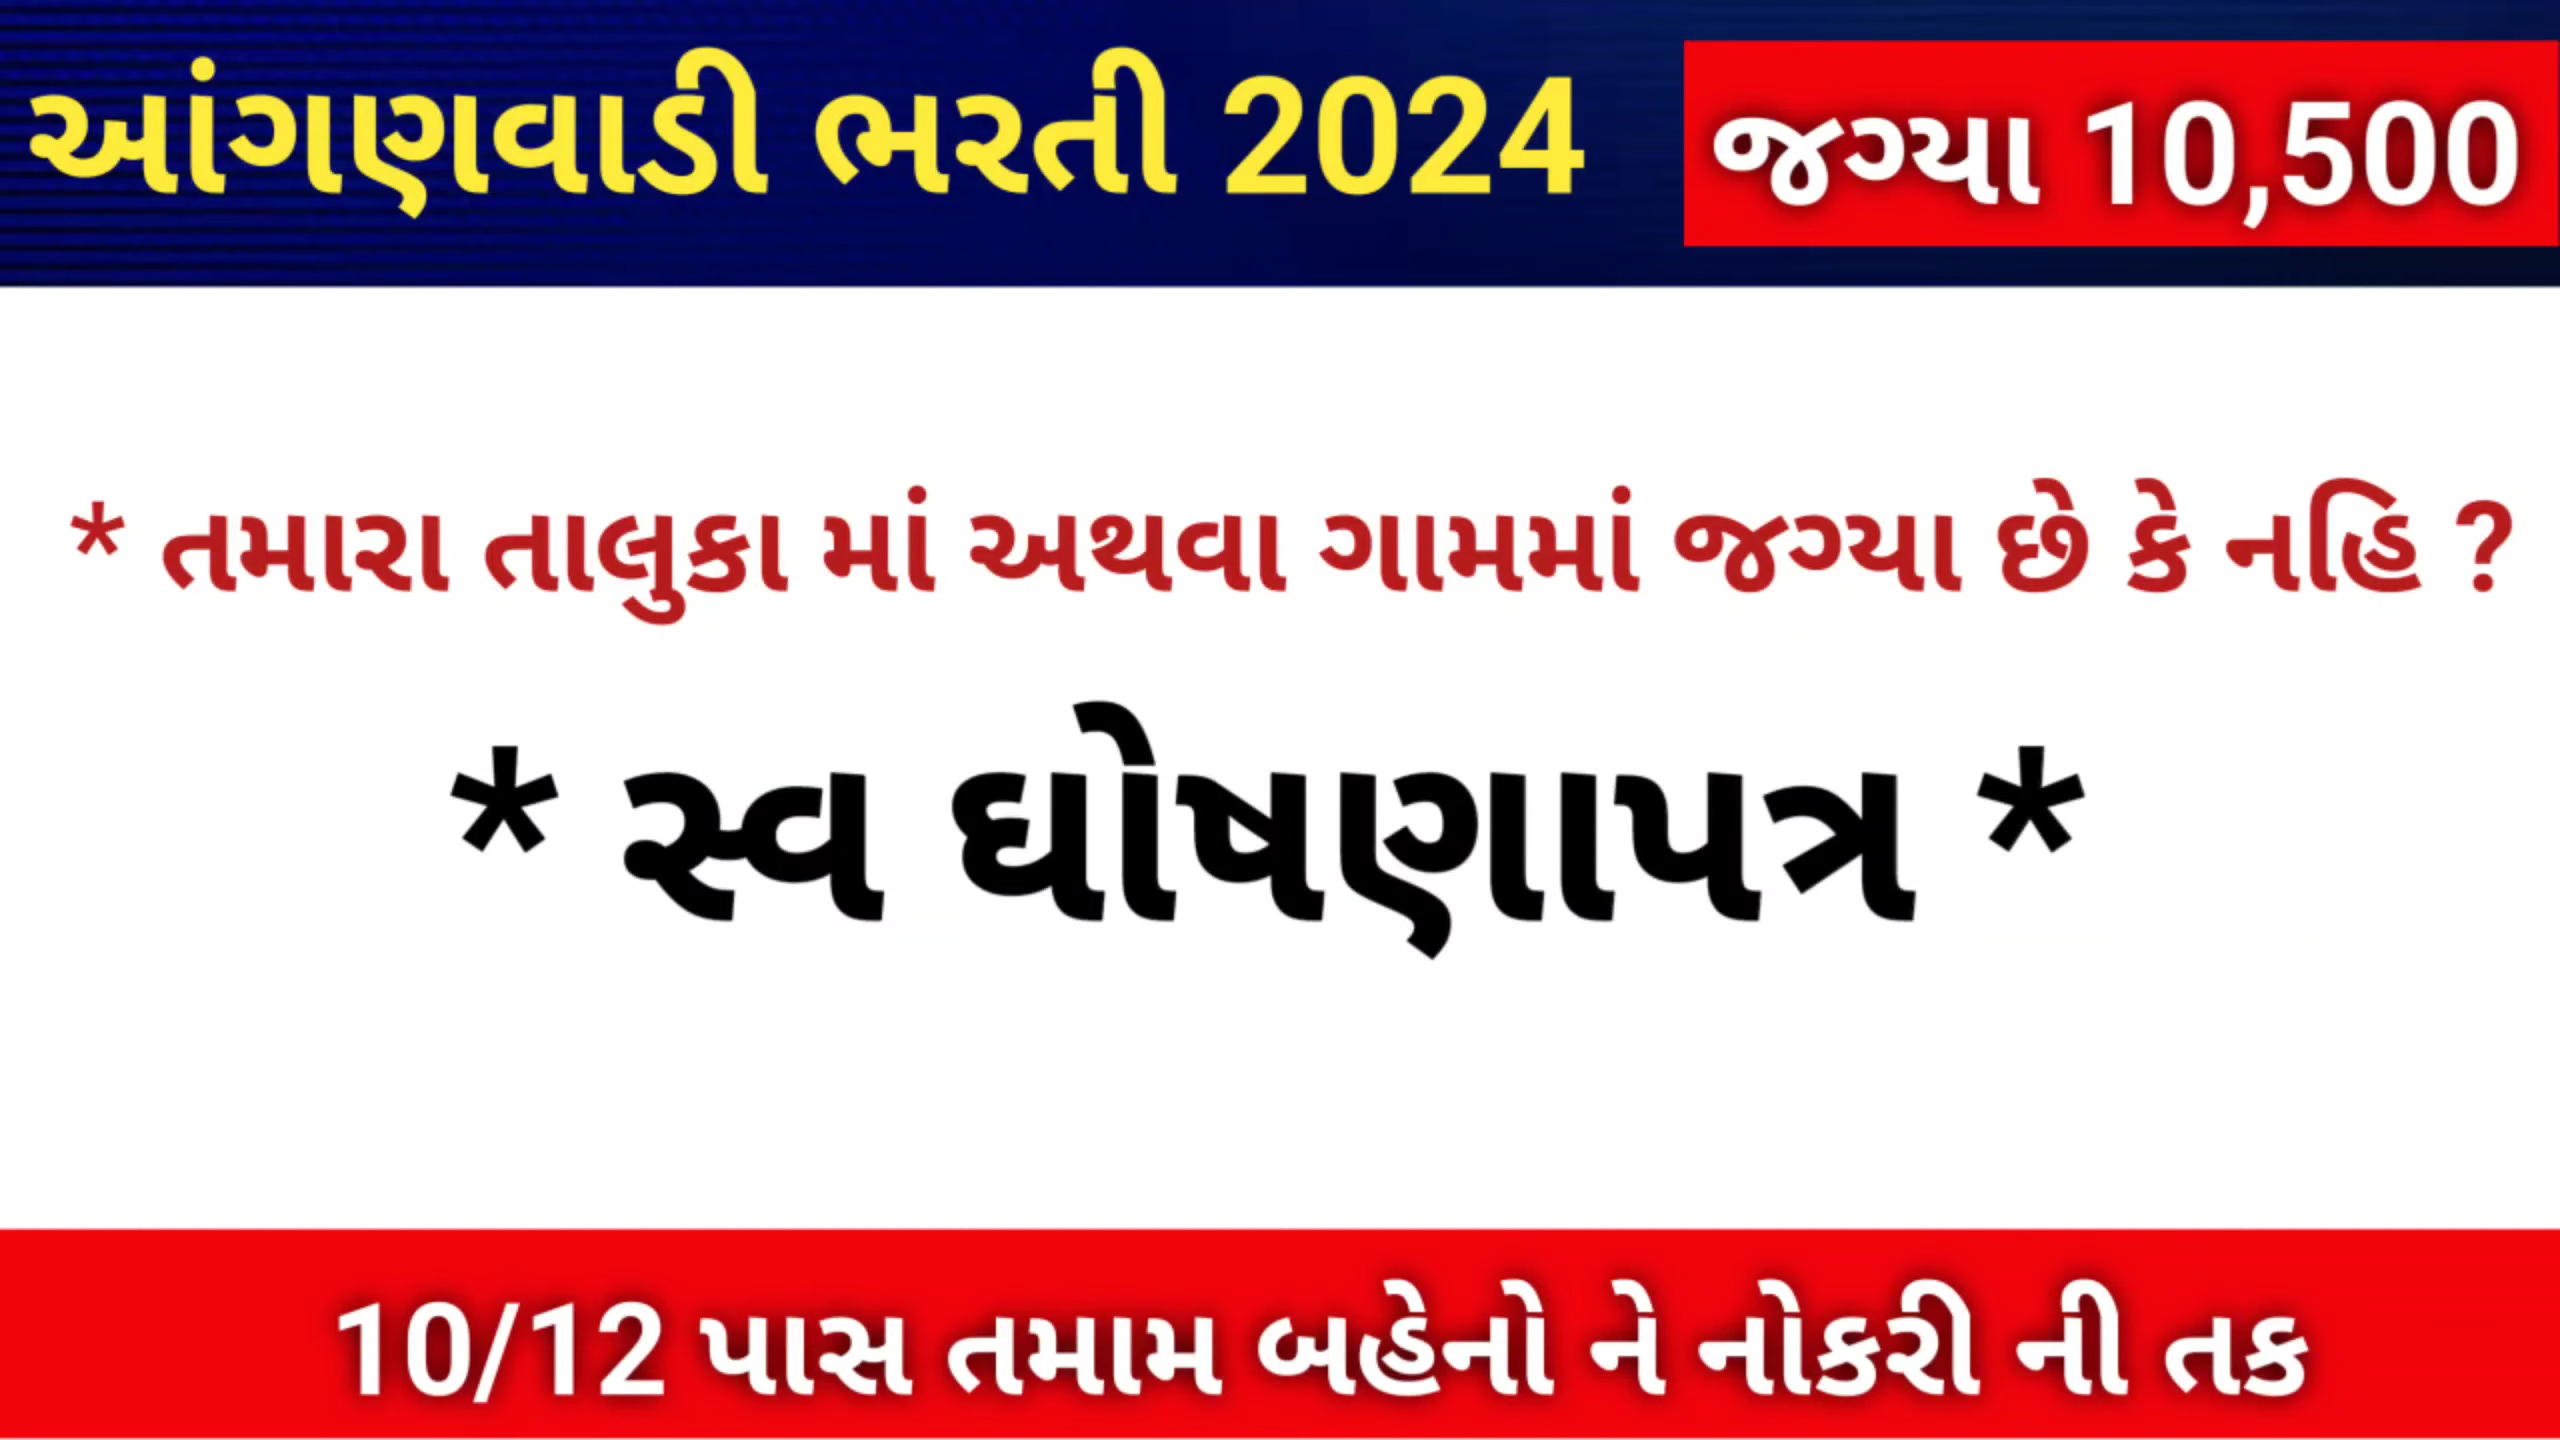 આંગણવાડી ભરતી 2024
જગ્યા 10,500
* તમારા તાલુકા માં અથવા ગામમાં જગ્યા છે કે નહિ ?
* સ્વ ઘોષણાપત્ર *
10/12 પાસ તમામ બહેનો ને નોકરી ની તક